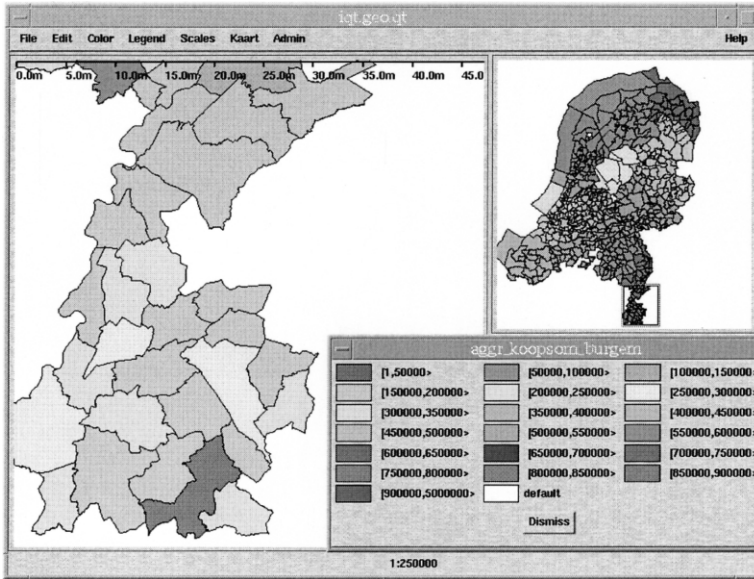 iqt.geo.qt
File Edit Color Legend Scales Kaart Admin Help
0.0m 5.0m 10.0m 15.0m 20.0m 25.0m 30.0m 35.0m 40.0m 45.0
aggr_koopsom_burgem
[1,50000> [50000,100000> [100000,150000>
[150000,200000> [200000,250000> [250000,300000>
[300000,350000> [350000,400000> [400000,450000>
[450000,500000> [500000,550000> [550000,600000>
[600000,650000> [650000,700000> [700000,750000>
[750000,800000> [800000,850000> [850000,900000>
[900000,5000000> default
Dismiss
1:250000